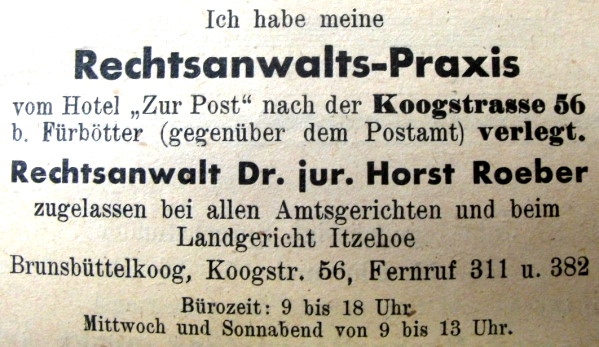 Ich habe meine
Rechtsanwalts-Praxis
vom Hotel „Zur Post“ nach der Koogstrasse 56
b. Fürbötter (gegenüber dem Postamt) verlegt.
Rechtsanwalt Dr. jur. Horst Roeber
zugelassen bei allen Amtsgerichten und beim
Landgericht Itzehoe
Brunsbüttelkoog, Koogstr. 56, Fernruf 311 u. 382
Bürozeit: 9 bis 18 Uhr
Mittwoch und Sonnabend von 9 bis 13 Uhr.